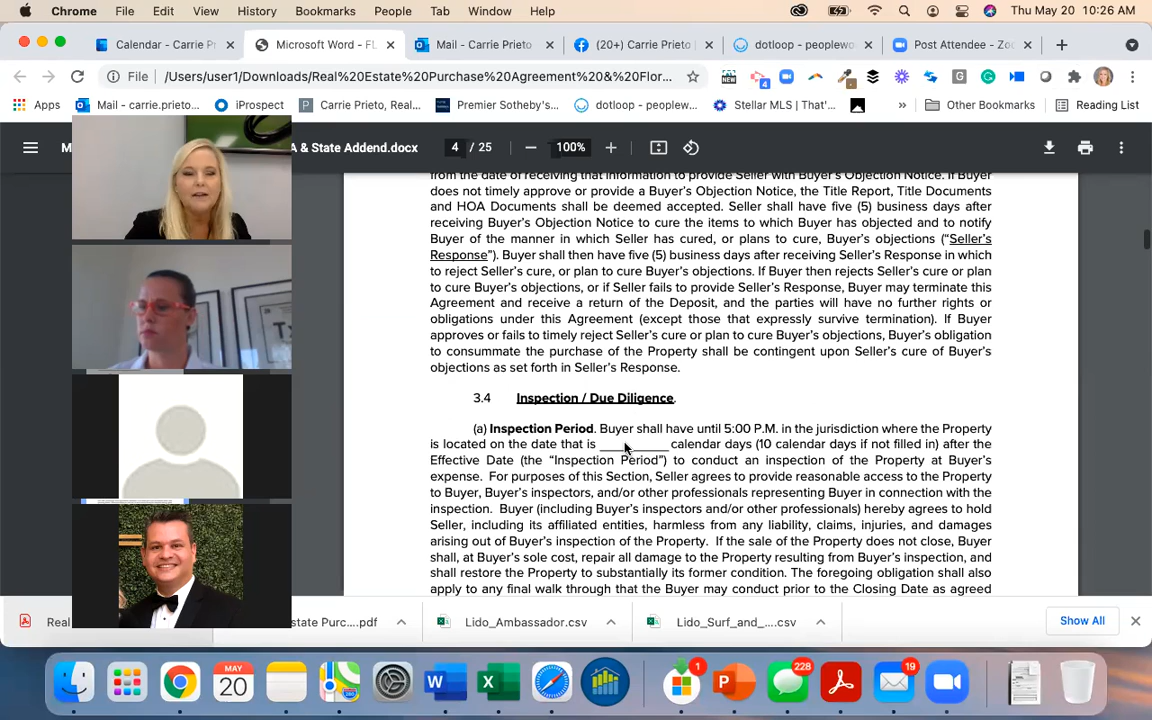 Chrome File Edit View History Bookmarks People Tab Window Help Thu May 20 10:26 AM
Calendar - Carrie Pr Microsoft Word - FL Mail - Carrie Prieto (20+) Carrie Prieto dotloop - peoplewo Post Attendee - Zoo
File /Users/user1/Downloads/Real%20Estate%20Purchase%20Agreement%20&%20Flor... NEW 4
Apps Mail - carrie.prieto... iProspect Carrie Prieto, Real... Premier Sotheby's... dotloop - peoplew... Stellar MLS | That'... » Other Bookmarks Reading List
M A & State Addend.docx 4 / 25 100%
from the date of receiving that information to provide Seller with Buyer's Objection Notice. If Buyer
does not timely approve or provide a Buyer's Objection Notice, the Title Report, Title Documents
and HOA Documents shall be deemed accepted. Seller shall have five (5) business days after
receiving Buyer's Objection Notice to cure the items to which Buyer has objected and to notify
Buyer of the manner in which Seller has cured, or plans to cure, Buyer's objections ("Seller's
Response"). Buyer shall then have five (5) business days after receiving Seller's Response in which
to reject Seller's cure, or plan to cure Buyer's objections. If Buyer then rejects Seller's cure or plan
to cure Buyer's objections, or if Seller fails to provide Seller's Response, Buyer may terminate this
Agreement and receive a return of the Deposit, and the parties will have no further rights or
obligations under this Agreement (except those that expressly survive termination). If Buyer
approves or fails to timely reject Seller's cure or plan to cure Buyer's objections, Buyer's obligation
to consummate the purchase of the Property shall be contingent upon Seller's cure of Buyer's
objections as set forth in Seller's Response.
3.4 Inspection / Due Diligence.
(a) Inspection Period. Buyer shall have until 5:00 P.M. in the jurisdiction where the Property
is located on the date that is _________ calendar days (10 calendar days if not filled in) after the
Effective Date (the "Inspection Period") to conduct an inspection of the Property at Buyer's
expense. For purposes of this Section, Seller agrees to provide reasonable access to the Property
to Buyer, Buyer's inspectors, and/or other professionals representing Buyer in connection with the
inspection. Buyer (including Buyer's inspectors and/or other professionals) hereby agrees to hold
Seller, including its affiliated entities, harmless from any liability, claims, injuries, and damages
arising out of Buyer's inspection of the Property. If the sale of the Property does not close, Buyer
shall, at Buyer's sole cost, repair all damage to the Property resulting from Buyer's inspection, and
shall restore the Property to substantially its former condition. The foregoing obligation shall also
apply to any final walk through that the Buyer may conduct prior to the Closing Date as agreed
Real state Purc....pdf Lido_Ambassador.csv Lido_Surf_and_....csv Show All
MAY
20 W X 1 P 228 19